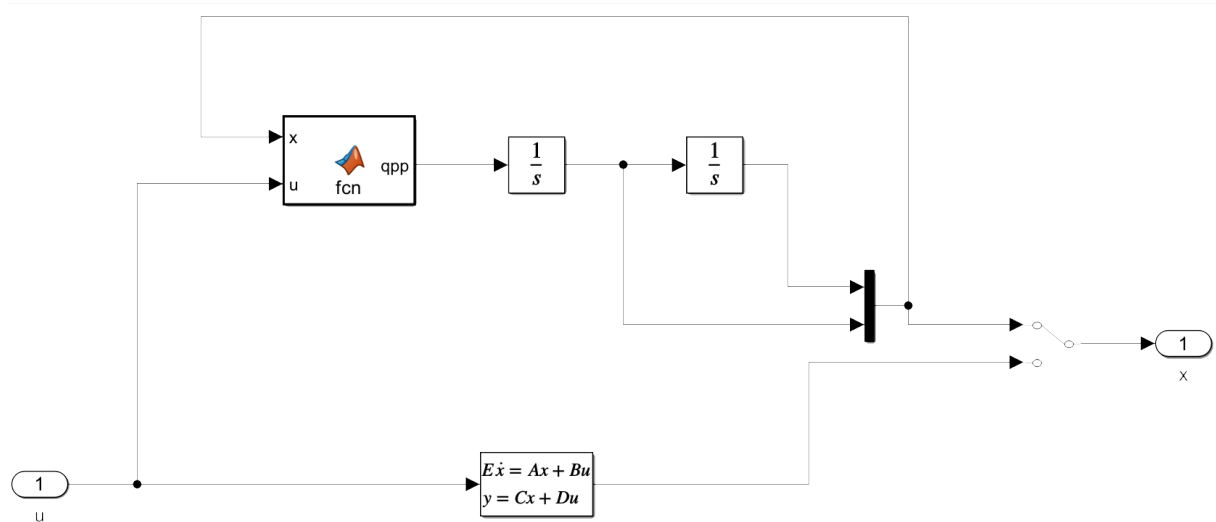 x
u
fcn
qpp
1
s
1
s
1
x
Eẋ = Ax + Bu
y = Cx + Du
1
u